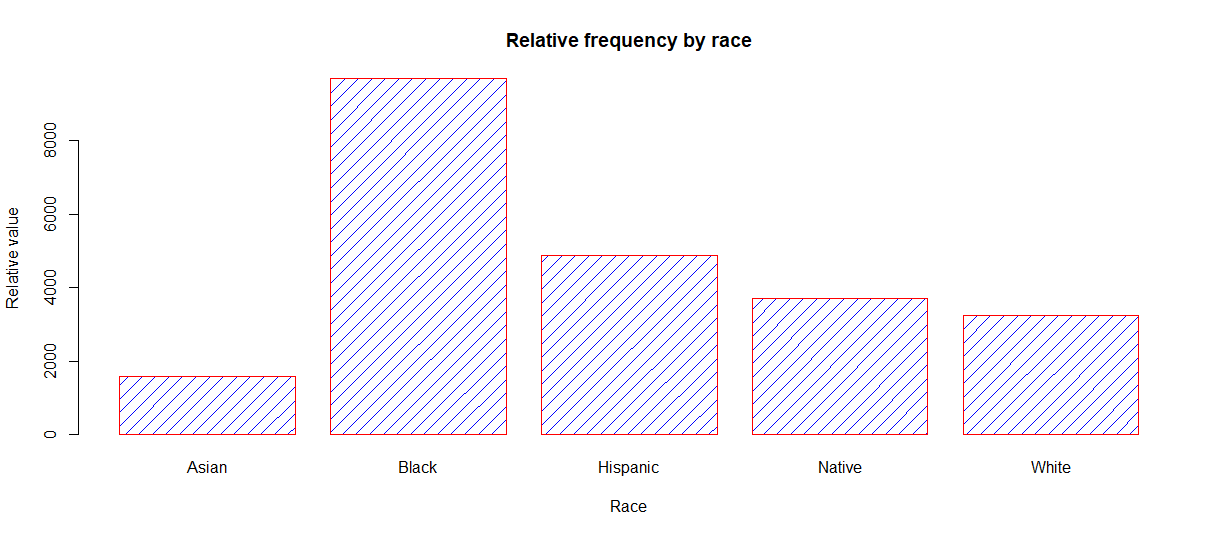 Relative frequency by race
Relative value
8000
6000
4000
2000
0
Asian
Black
Hispanic
Native
White
Race